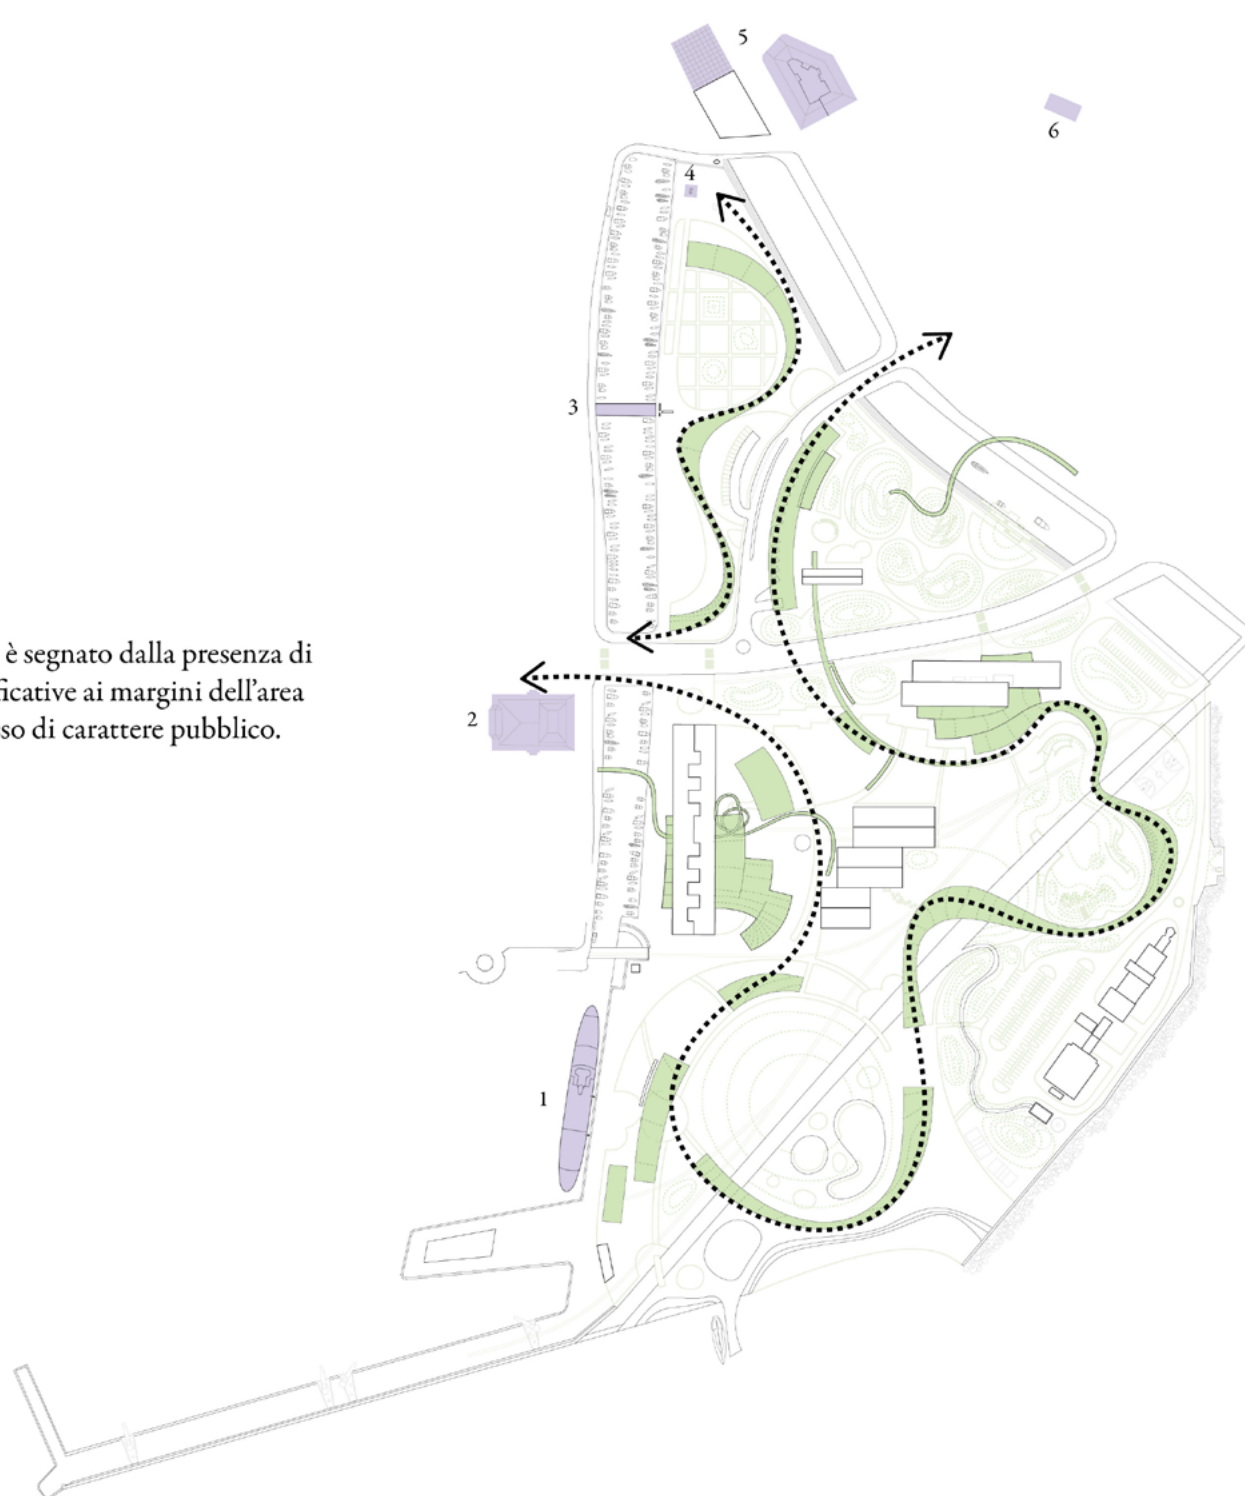 5
6
4
3
è segnato dalla presenza di
ficative ai margini dell'area
so di carattere pubblico.
2
1